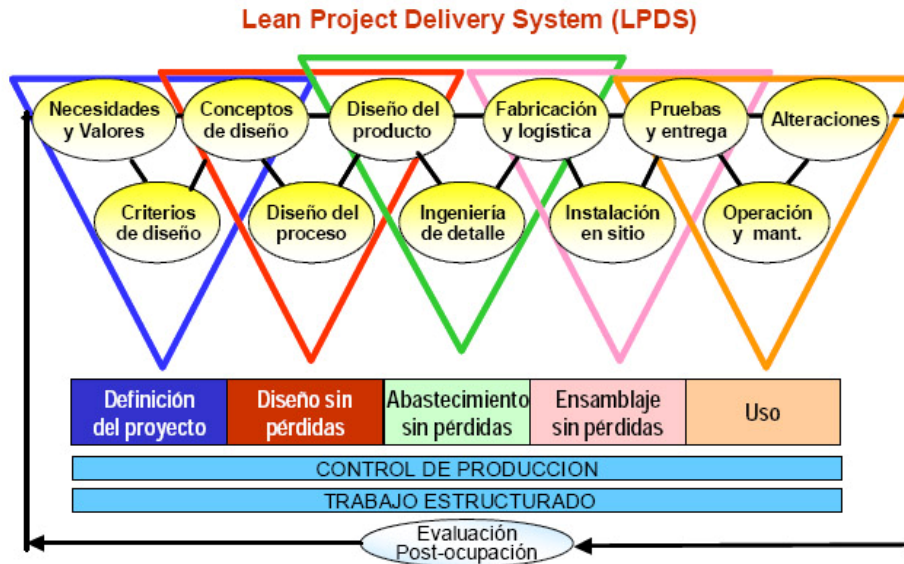 Lean Project Delivery System (LPDS)
Necesidades
y Valores
Conceptos
de diseño
Diseño del
producto
Fabricación
y logística
Pruebas
y entrega
Alteraciones
Criterios
de diseño
Diseño del
proceso
Ingeniería
de detalle
Instalación
en sitio
Operación
y mant.
Definición
del proyecto
Diseño sin
pérdidas
Abastecimiento
sin pérdidas
Ensamblaje
sin pérdidas
Uso
CONTROL DE PRODUCCION
TRABAJO ESTRUCTURADO
Evaluación
Post-ocupación